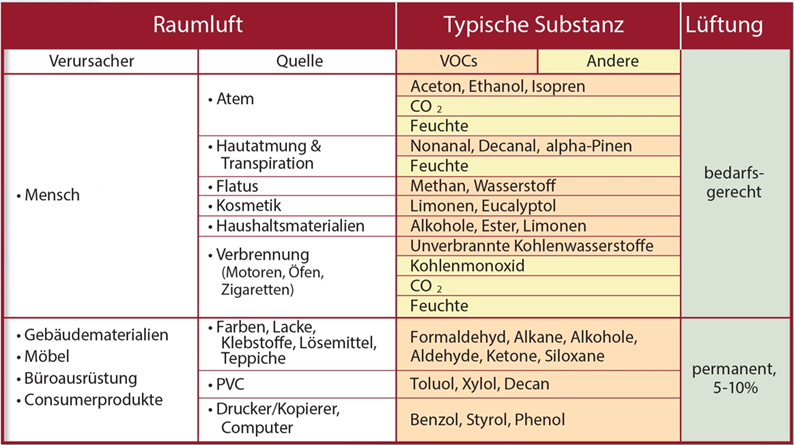 Raumluft
Typische Substanz
Lüftung
Verursacher
Quelle
VOCs
Andere
• Mensch
• Atem
Aceton, Ethanol, Isopren
CO 2
Feuchte
• Hautatmung &
Transpiration
Nonanal, Decanal, alpha-Pinen
Feuchte
• Flatus
Methan, Wasserstoff
• Kosmetik
Limonen, Eucalyptol
• Haushaltsmaterialien
Alkohole, Ester, Limonen
• Verbrennung
(Motoren, Öfen,
Zigaretten)
Unverbrannte Kohlenwasserstoffe
Kohlenmonoxid
CO 2
Feuchte
bedarfs-
gerecht
• Gebäudematerialien
• Möbel
• Büroausrüstung
• Consumerprodukte
• Farben, Lacke,
Klebstoffe, Lösemittel,
Teppiche
Formaldehyd, Alkane, Alkohole,
Aldehyde, Ketone, Siloxane
• PVC
Toluol, Xylol, Decan
• Drucker/Kopierer,
Computer
Benzol, Styrol, Phenol
permanent,
5-10%